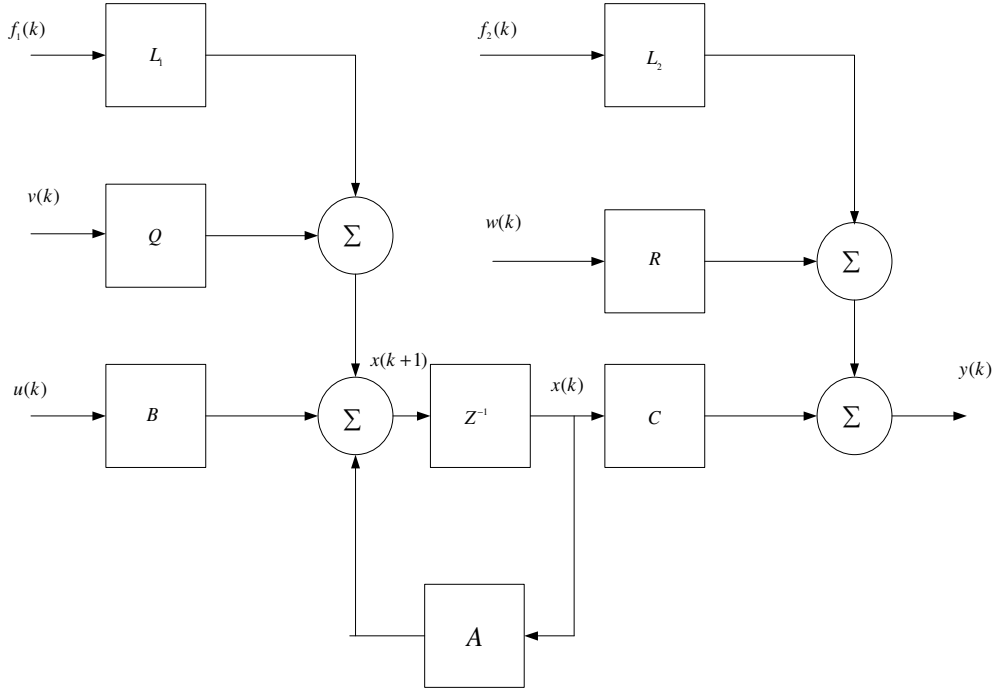 f₁(k)
L₁
f₂(k)
L₂
v(k)
Q
Σ
w(k)
R
Σ
x(k+1)
x(k)
y(k)
u(k)
B
Σ
Z⁻¹
C
Σ
A